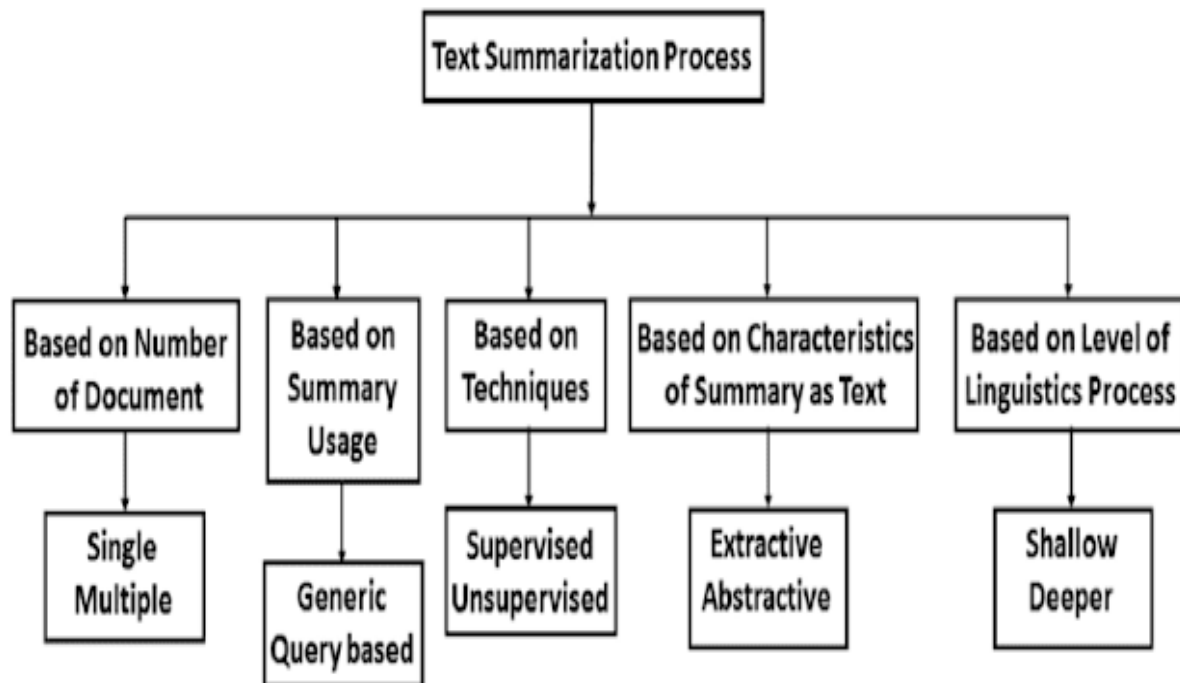 Text Summarization Process
Based on Number
of Document
Based on
Summary
Usage
Based on
Techniques
Based on Characteristics
of Summary as Text
Based on Level of
Linguistics Process
Single
Multiple
Generic
Query based
Supervised
Unsupervised
Extractive
Abstractive
Shallow
Deeper